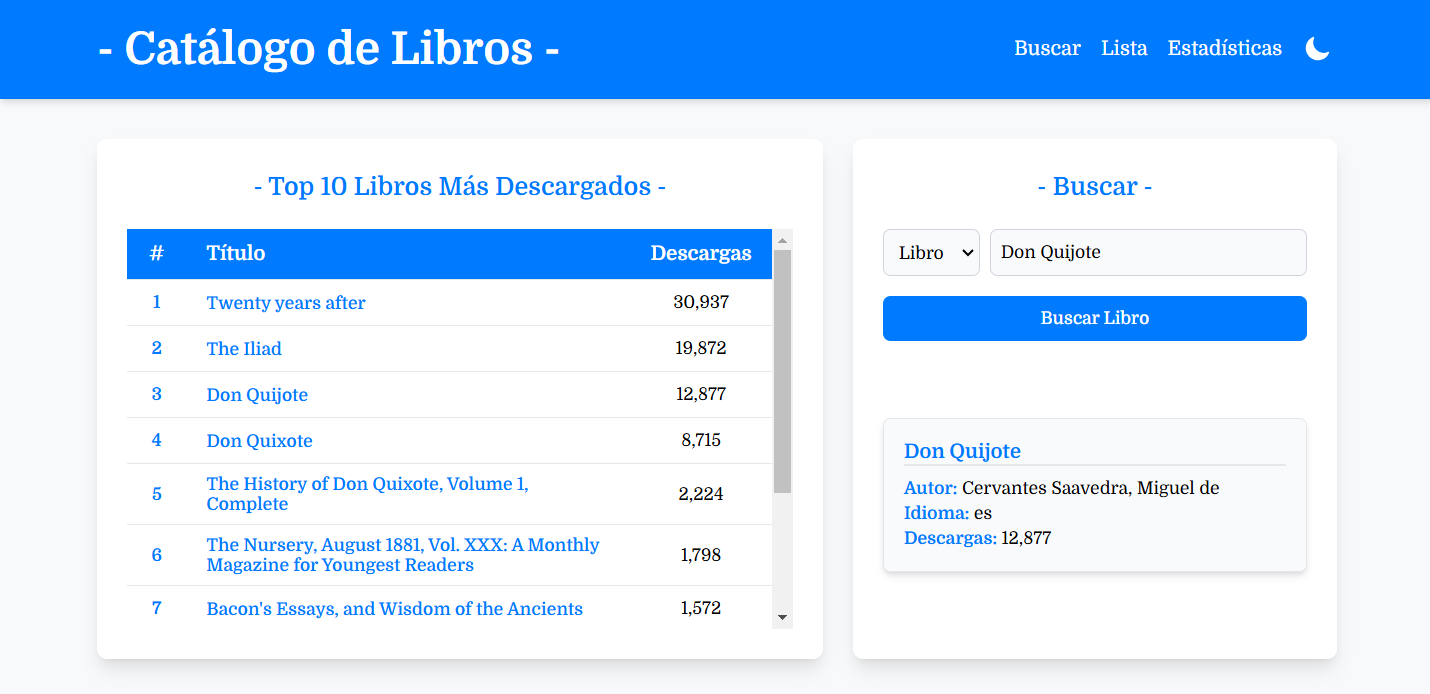 - Catálogo de Libros -
Buscar Lista Estadísticas
- Top 10 Libros Más Descargados -
# Título Descargas
1 Twenty years after 30,937
2 The Iliad 19,872
3 Don Quijote 12,877
4 Don Quixote 8,715
5 The History of Don Quixote, Volume 1,
Complete 2,224
6 The Nursery, August 1881, Vol. XXX: A Monthly
Magazine for Youngest Readers 1,798
7 Bacon's Essays, and Wisdom of the Ancients 1,572
- Buscar -
Libro Don Quijote
Buscar Libro
Don Quijote
Autor: Cervantes Saavedra, Miguel de
Idioma: es
Descargas: 12,877